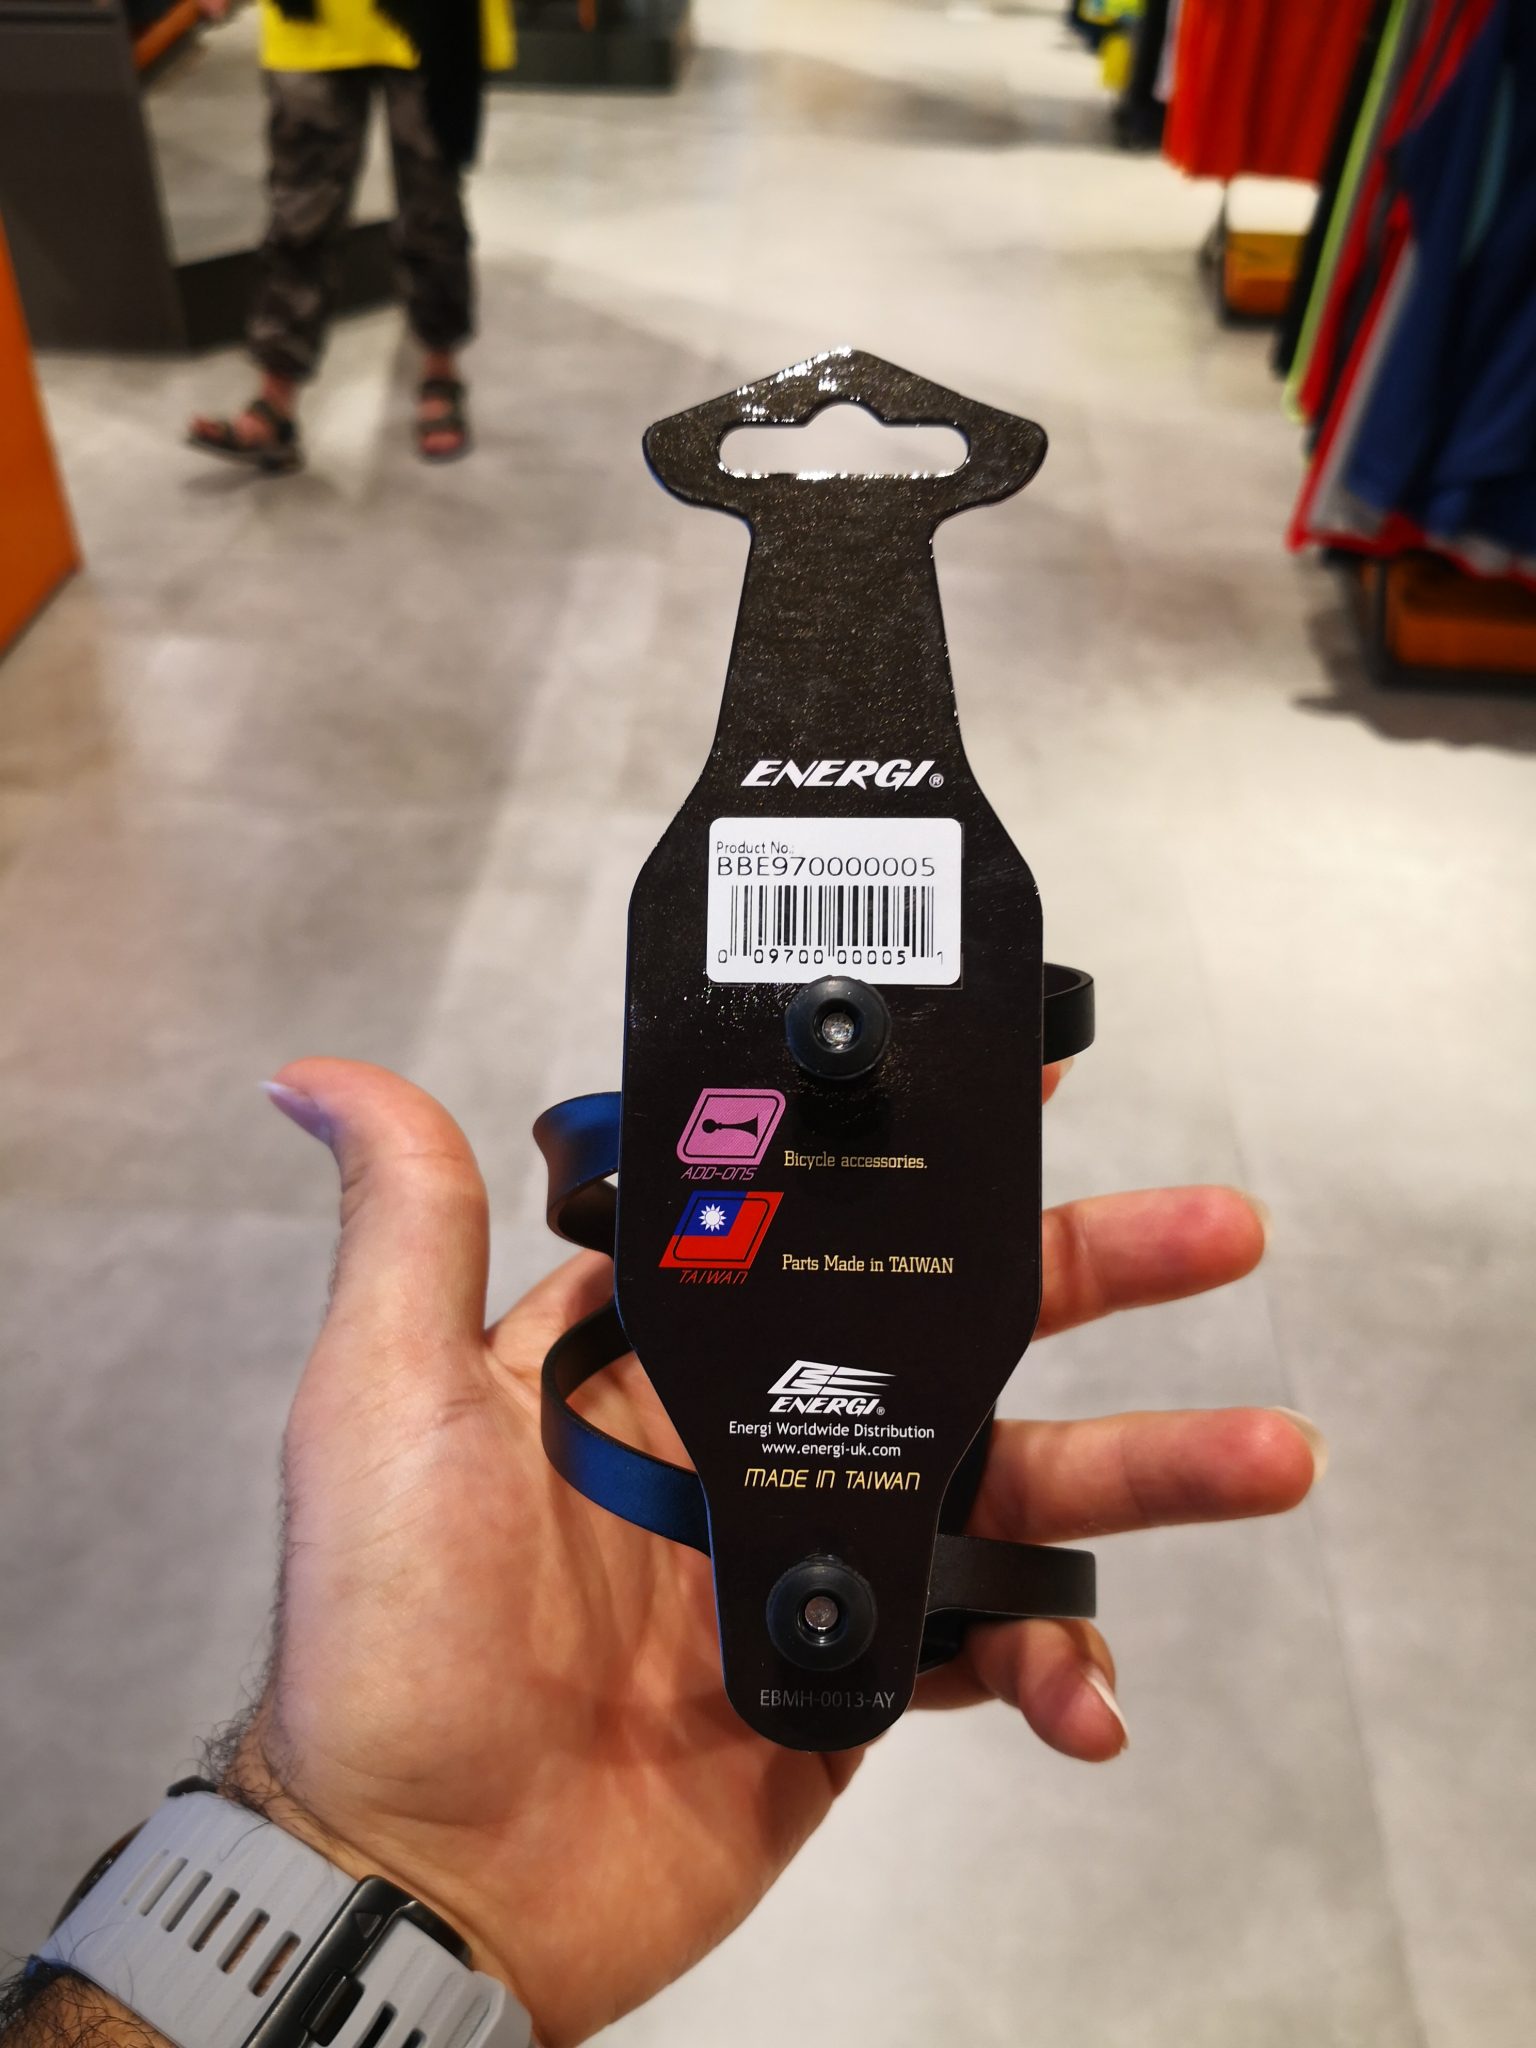 ENERGI®
Product No.:
BBE970000005
0 09700 00005 1
ADD-ONS
Bicycle accessories.
TAIWAN
Parts Made in TAIWAN
ENERGI®
Energi Worldwide Distribution
www.energi-uk.com
MADE IN TAIWAN
EBMH-0013-AY